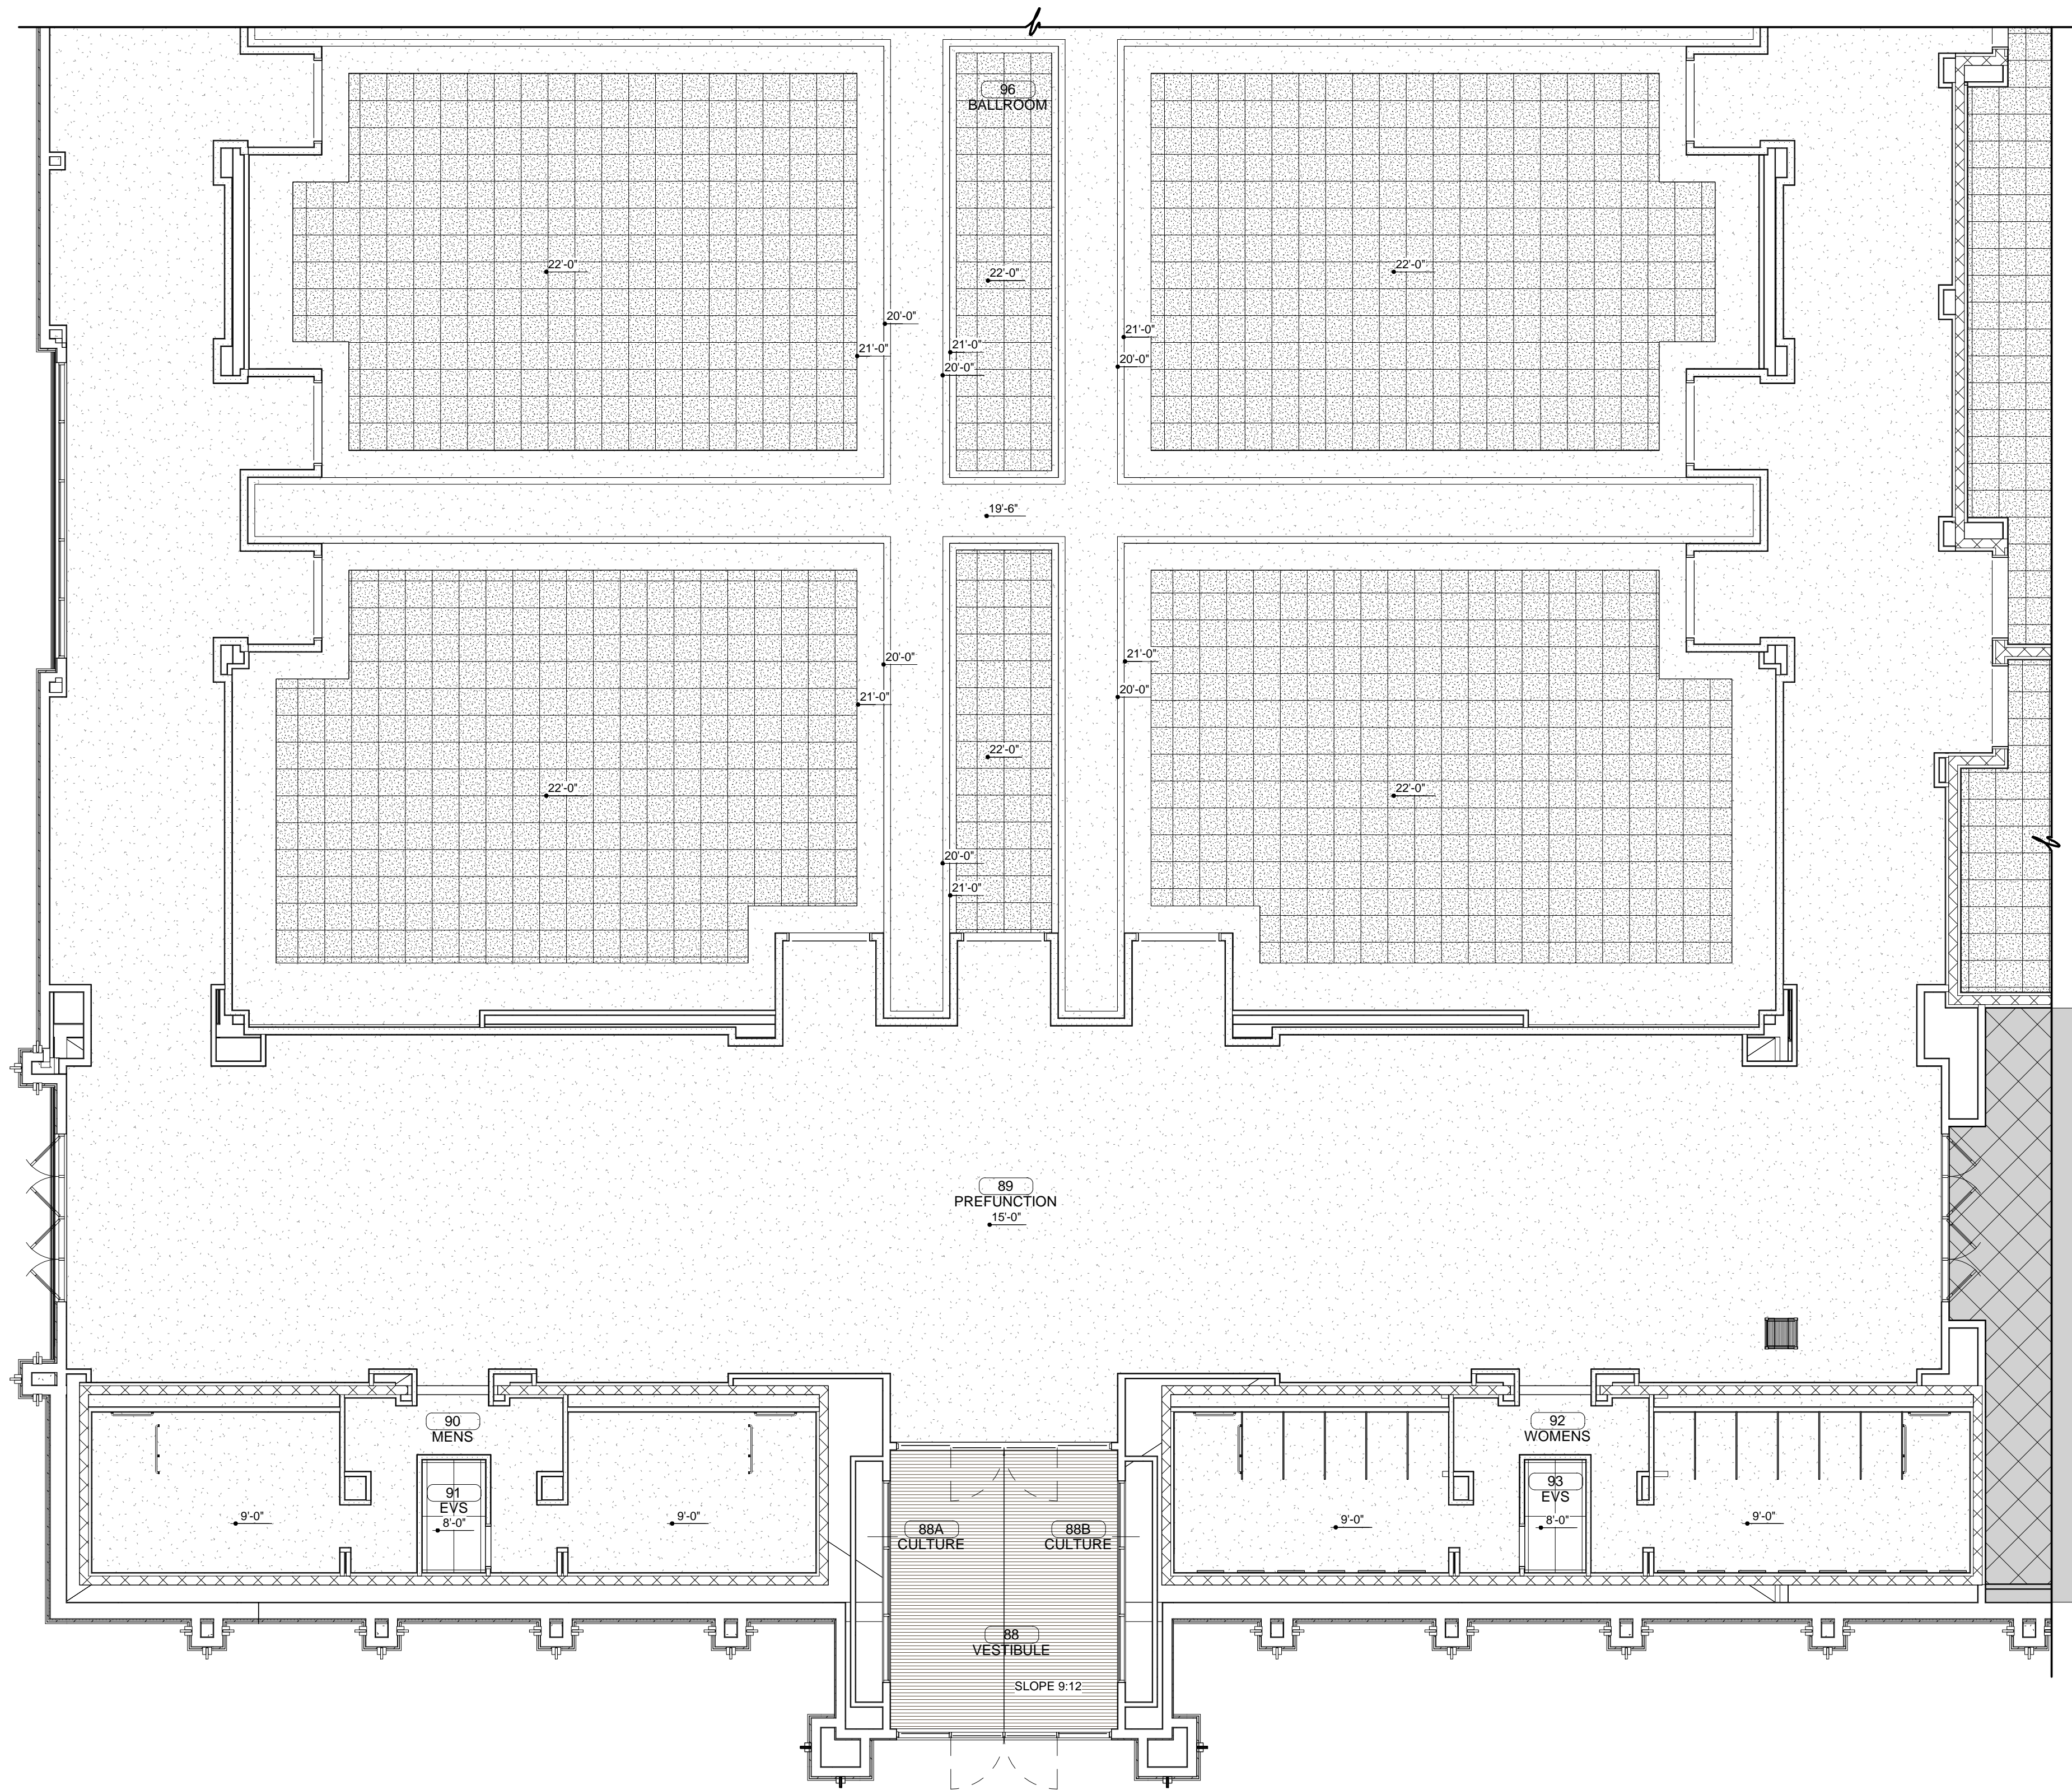 96
BALLROOM
22'-0"
22'-0"
22'-0"
20'-0"
21'-0"
21'-0"
21'-0"
20'-0"
20'-0"
19'-6"
20'-0"
21'-0"
20'-0"
21'-0"
22'-0"
22'-0"
22'-0"
20'-0"
21'-0"
89
PREFUNCTION
15'-0"
90
MENS
91
EVS
9'-0"
8'-0"
9'-0"
88A
CULTURE
88B
CULTURE
92
WOMENS
93
EVS
9'-0"
8'-0"
9'-0"
88
VESTIBULE
SLOPE 9:12